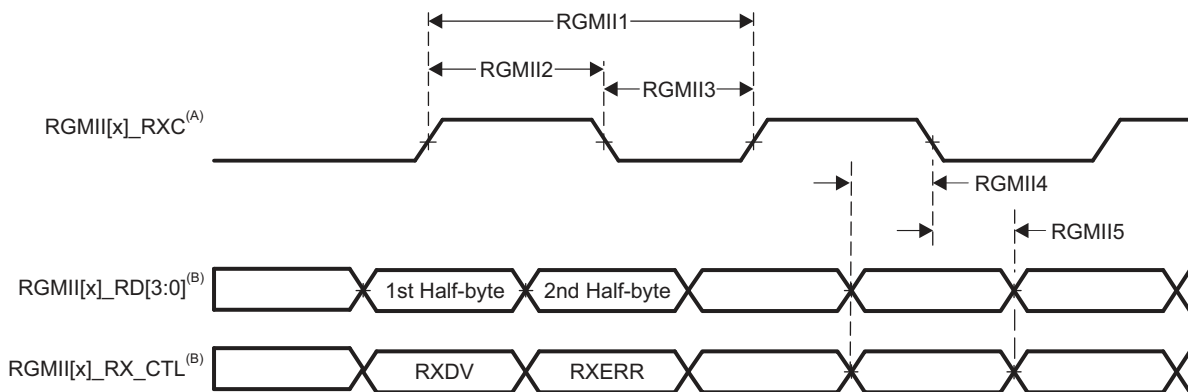 RGMII1
RGMII2
RGMII3
RGMII[x]_RXC(A)
RGMII4
RGMII5
RGMII[x]_RD[3:0](B)
1st Half-byte
2nd Half-byte
RGMII[x]_RX_CTL(B)
RXDV
RXERR